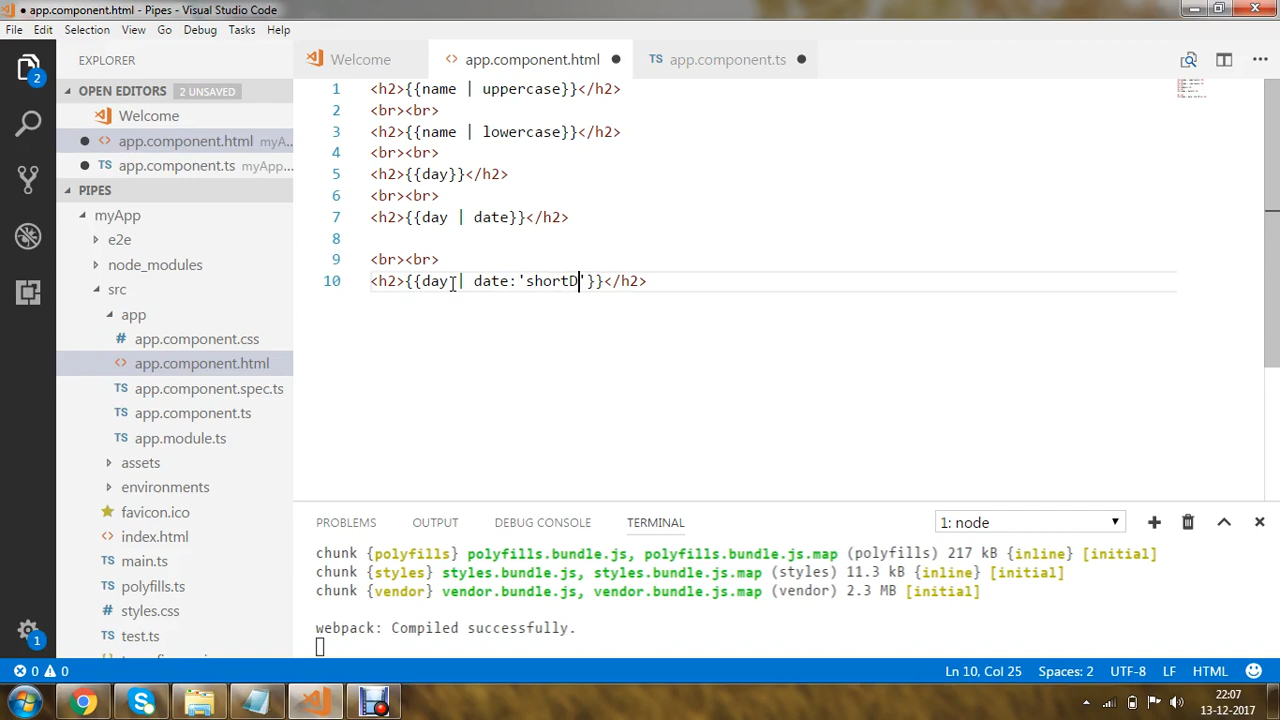 app.component.html - Pipes - Visual Studio Code
File Edit Selection View Go Debug Tasks Help
EXPLORER
OPEN EDITORS 2 UNSAVED
Welcome
app.component.html myA...
app.component.ts myApp...
PIPES
myApp
e2e
node_modules
src
app
app.component.css
app.component.html
app.component.spec.ts
app.component.ts
app.module.ts
assets
environments
favicon.ico
index.html
main.ts
polyfills.ts
styles.css
test.ts
2
1
Welcome app.component.html TS app.component.ts
1 <h2>{{name | uppercase}}</h2>
2 <br><br>
3 <h2>{{name | lowercase}}</h2>
4 <br><br>
5 <h2>{{day}}</h2>
6 <br><br>
7 <h2>{{day | date}}</h2>
8
9 <br><br>
10 <h2>{{day | date:'shortD'}}</h2>
PROBLEMS OUTPUT DEBUG CONSOLE TERMINAL 1: node
chunk {polyfills} polyfills.bundle.js, polyfills.bundle.js.map (polyfills) 217 kB {inline} [initial]
chunk {styles} styles.bundle.js, styles.bundle.js.map (styles) 11.3 kB {inline} [initial]
chunk {vendor} vendor.bundle.js, vendor.bundle.js.map (vendor) 2.3 MB [initial]
webpack: Compiled successfully.
0 0 Ln 10, Col 25 Spaces: 2 UTF-8 LF HTML
22:07
13-12-2017